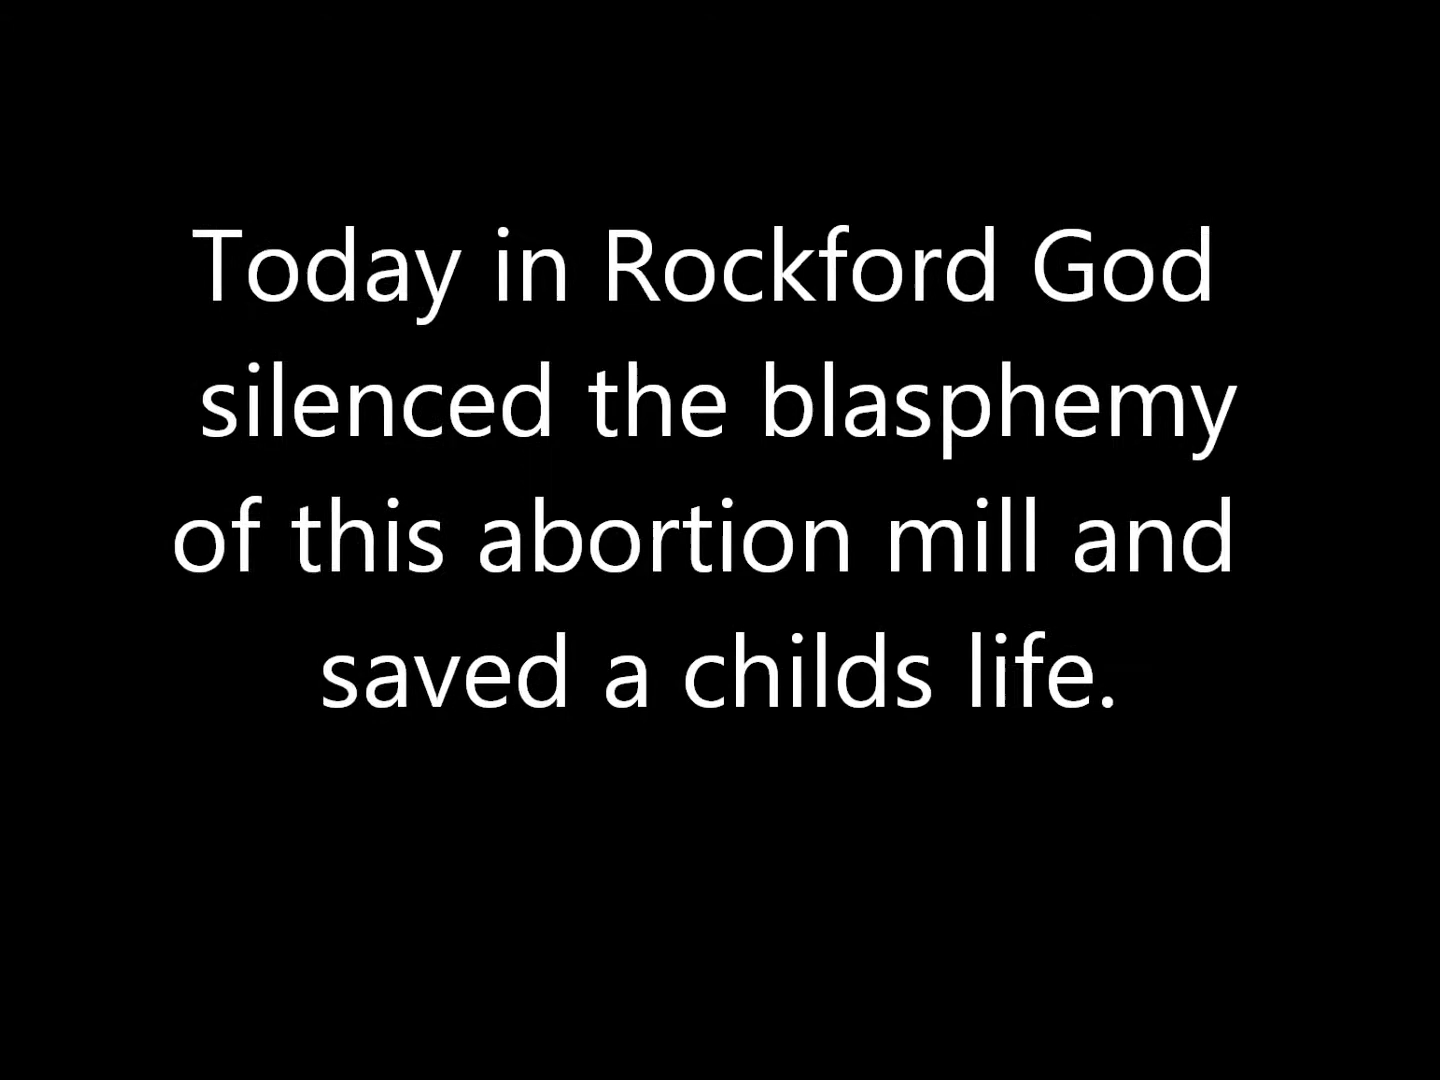 Today in Rockford God
silenced the blasphemy
of this abortion mill and
saved a childs life.